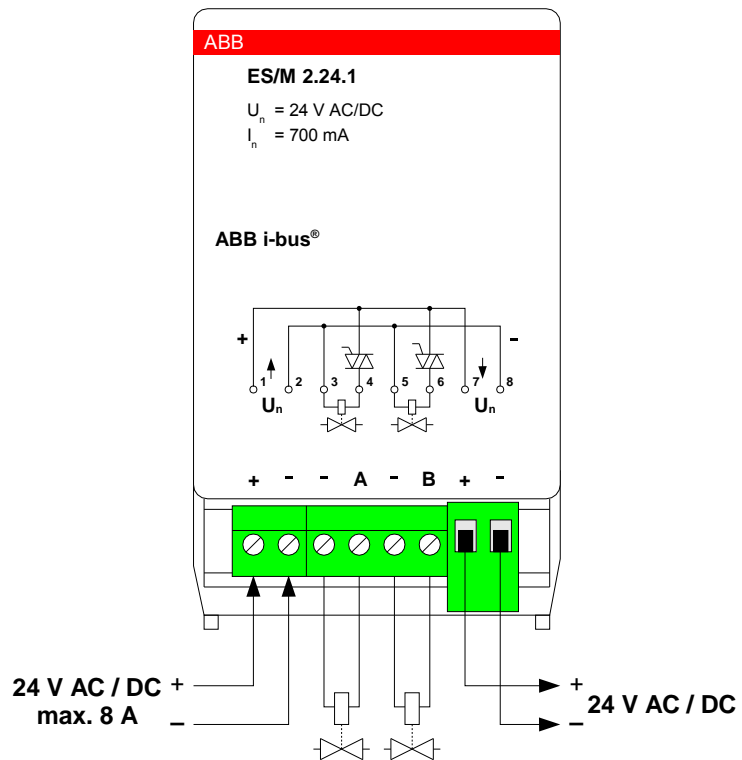 ABB
ES/M 2.24.1
Un = 24 V AC/DC
In = 700 mA
ABB i-bus®
+ -
1 2 3 4 5 6 7 8
Un Un
+ - - A - B + -
24 V AC / DC +
max. 8 A –
+
– 24 V AC / DC